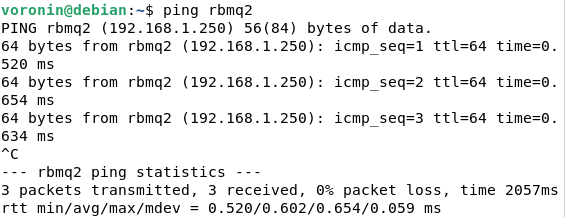 voronin@debian:~$ ping rbmq2
PING rbmq2 (192.168.1.250) 56(84) bytes of data.
64 bytes from rbmq2 (192.168.1.250): icmp_seq=1 ttl=64 time=0.
520 ms
64 bytes from rbmq2 (192.168.1.250): icmp_seq=2 ttl=64 time=0.
654 ms
64 bytes from rbmq2 (192.168.1.250): icmp_seq=3 ttl=64 time=0.
634 ms
^C
--- rbmq2 ping statistics ---
3 packets transmitted, 3 received, 0% packet loss, time 2057ms
rtt min/avg/max/mdev = 0.520/0.602/0.654/0.059 ms